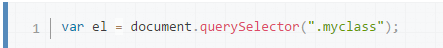 1 var el = document.querySelector(".myclass");